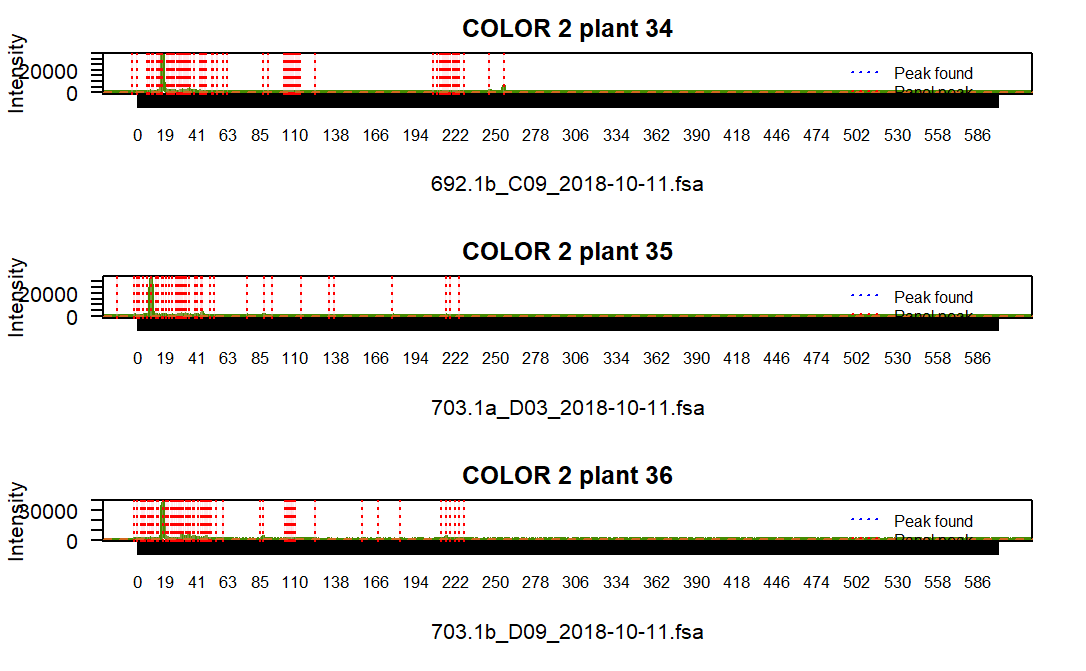 COLOR 2 plant 34
Intensity
20000
0
Peak found
Panel peak
0 19 41 63 85 110 138 166 194 222 250 278 306 334 362 390 418 446 474 502 530 558 586
692.1b_C09_2018-10-11.fsa
COLOR 2 plant 35
Intensity
20000
0
Peak found
Panel peak
0 19 41 63 85 110 138 166 194 222 250 278 306 334 362 390 418 446 474 502 530 558 586
703.1a_D03_2018-10-11.fsa
COLOR 2 plant 36
Intensity
30000
0
Peak found
Panel peak
0 19 41 63 85 110 138 166 194 222 250 278 306 334 362 390 418 446 474 502 530 558 586
703.1b_D09_2018-10-11.fsa